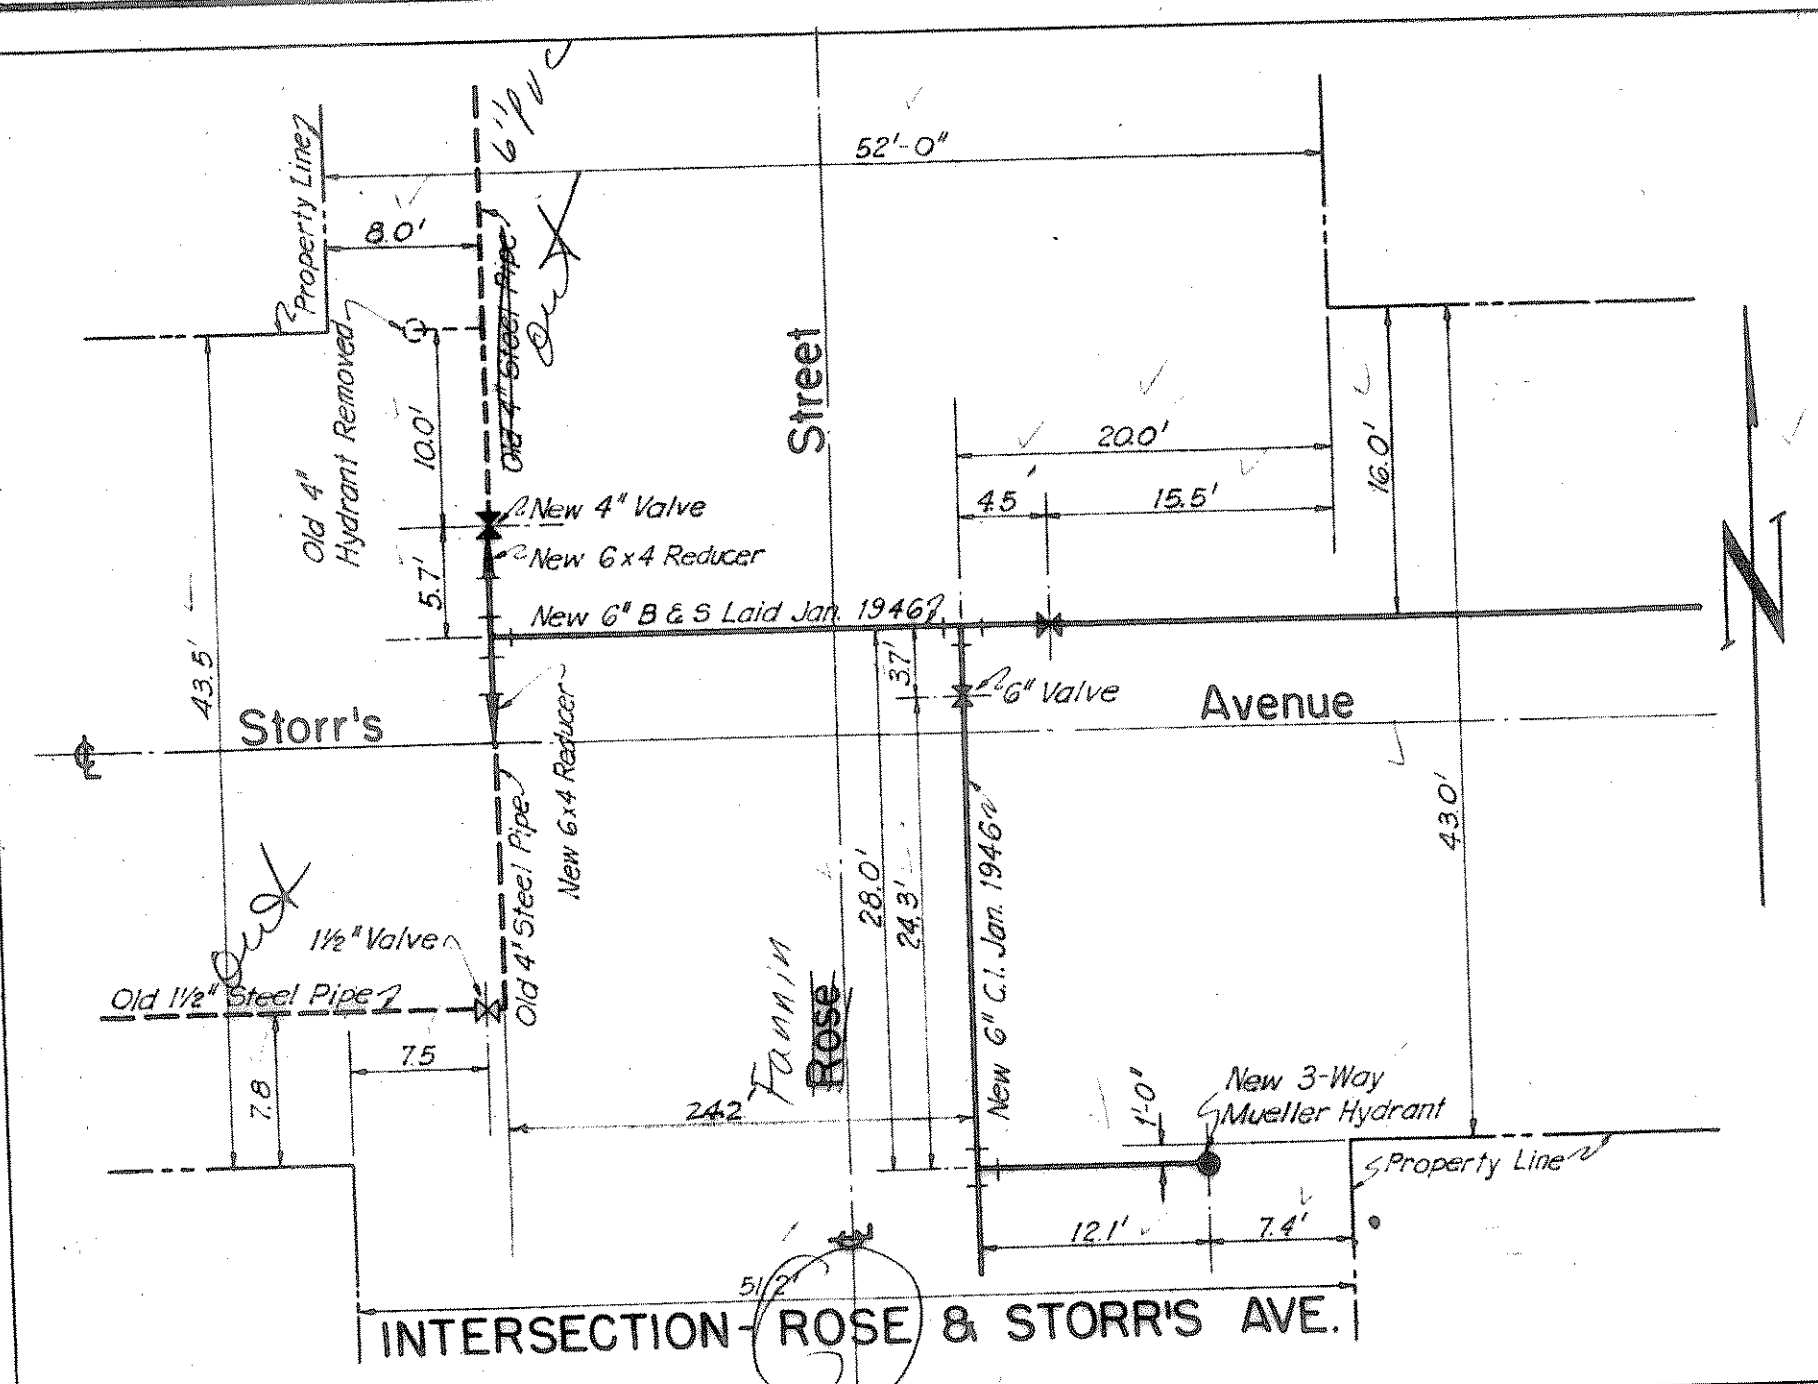 6" PVC
52'-0"
Property Line
8.0'
Old 4" Steel Pipe
Out
Old 4"
Hydrant Removed
10.0'
Street
20.0'
4.5
15.5'
16.0'
New 4" Valve
New 6x4 Reducer
5.7'
New 6" B & S Laid Jan. 1946
N
43.5'
3.7'
6" Valve
Storr's
Avenue
New 6x4 Reducer
Old 4" Steel Pipe
28.0'
24.3'
New 6" C.I. Jan. 1946
43.0'
Out
1½" Valve
Old 1½" Steel Pipe
7.5
7.8
Fannin
Rose
24.2
1'-0"
New 3-Way
Mueller Hydrant
Property Line
12.1'
7.4'
51.2'
INTERSECTION - ROSE & STORR'S AVE.